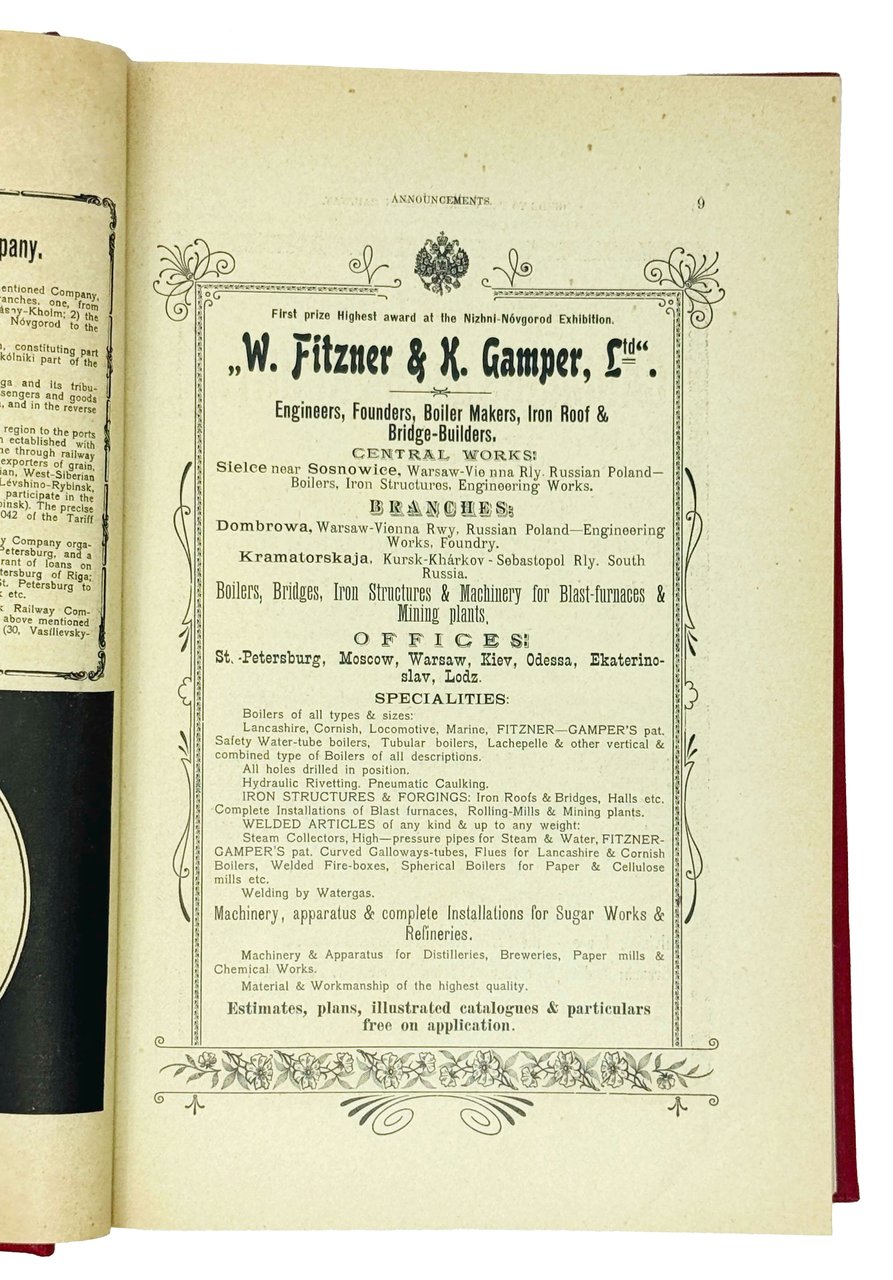 pany.
mentioned Company,
ranches, one, from
asny-Kholm; 2) the
Nóvgorod to the
, constituting part
kólniki part of the
ga and its tribu-
sengers and goods
, and in the reverse
region to the ports
established with
ne through railway
exporters of grain,
ian, West-Siberian
Lévshino-Rybinsk,
participate in the
binsk). The precise
042 of the Tariff
y Company orga-
Petersburg, and a
rant of loans on
tersburg of Riga;
St. Petersburg to
k etc.
k Railway Com-
above mentioned
(30, Vasílievsky-
ANNOUNCEMENTS.
9
First prize Highest award at the Nizhni-Nóvgorod Exhibition.
„W. Fitzner & K. Gamper, Ltd“.
Engineers, Founders, Boiler Makers, Iron Roof &
Bridge-Builders.
CENTRAL WORKS:
Sielce near Sosnowice, Warsaw-Vienna Rly. Russian Poland—
Boilers, Iron Structures, Engineering Works.
BRANCHES:
Dombrowa, Warsaw-Vienna Rwy, Russian Poland—Engineering
Works, Foundry.
Kramatorskaja, Kursk-Khárkov-Sebastopol Rly. South
Russia.
Boilers, Bridges, Iron Structures & Machinery for Blast-furnaces &
Mining plants,
OFFICES:
St.-Petersburg, Moscow, Warsaw, Kiev, Odessa, Ekaterino-
slav, Lodz.
SPECIALITIES:
Boilers of all types & sizes:
Lancashire, Cornish, Locomotive, Marine, FITZNER—GAMPER'S pat.
Safety Water-tube boilers, Tubular boilers, Lachepelle & other vertical &
combined type of Boilers of all descriptions.
All holes drilled in position.
Hydraulic Rivetting. Pneumatic Caulking.
IRON STRUCTURES & FORGINGS: Iron Roofs & Bridges, Halls etc.
Complete Installations of Blast furnaces, Rolling-Mills & Mining plants.
WELDED ARTICLES of any kind & up to any weight:
Steam Collectors, High—pressure pipes for Steam & Water, FITZNER-
GAMPER'S pat. Curved Galloways-tubes, Flues for Lancashire & Cornish
Boilers, Welded Fire-boxes, Spherical Boilers for Paper & Cellulose
mills etc.
Welding by Watergas.
Machinery, apparatus & complete Installations for Sugar Works &
Refineries.
Machinery & Apparatus for Distilleries, Breweries, Paper mills &
Chemical Works.
Material & Workmanship of the highest quality.
Estimates, plans, illustrated catalogues & particulars
free on application.